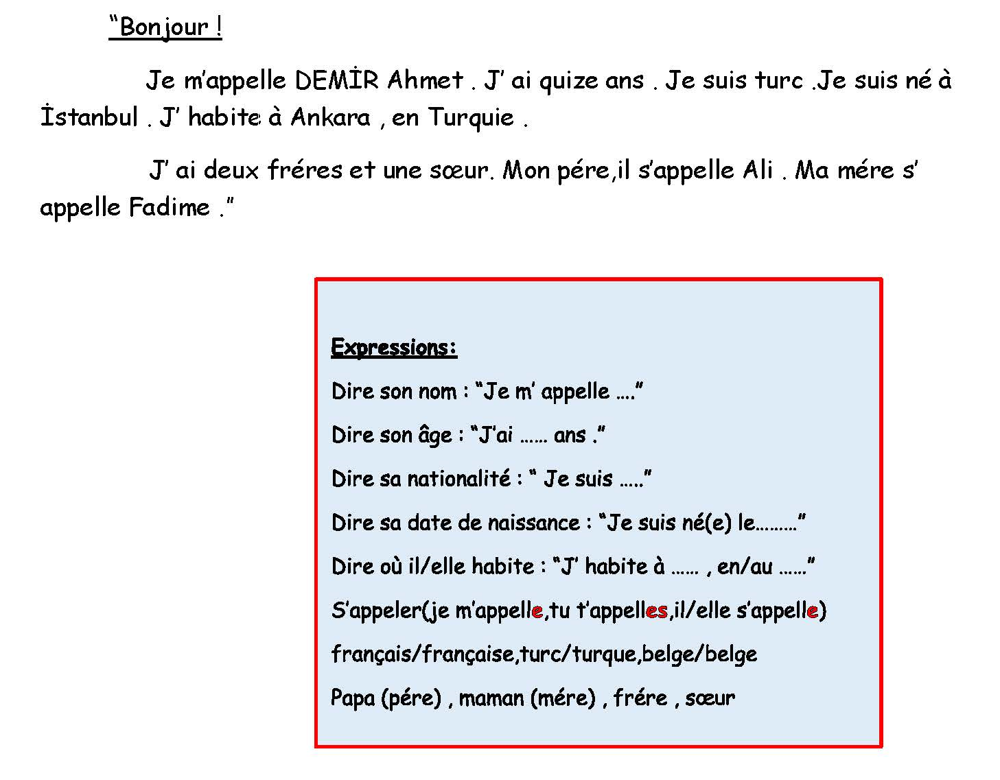 “Bonjour !
Je m’appelle DEMİR Ahmet . J’ ai quize ans . Je suis turc .Je suis né à
İstanbul . J’ habite à Ankara , en Turquie .
J’ ai deux fréres et une sœur. Mon pére,il s’appelle Ali . Ma mére s’
appelle Fadime .”
Expressions:
Dire son nom : “Je m’ appelle ....”
Dire son âge : “J’ai ...... ans .”
Dire sa nationalité : “ Je suis .....”
Dire sa date de naissance : “Je suis né(e) le.........”
Dire où il/elle habite : “J’ habite à ...... , en/au ......”
S’appeler(je m’appelle,tu t’appelles,il/elle s’appelle)
français/française,turc/turque,belge/belge
Papa (pére) , maman (mére) , frére , sœur